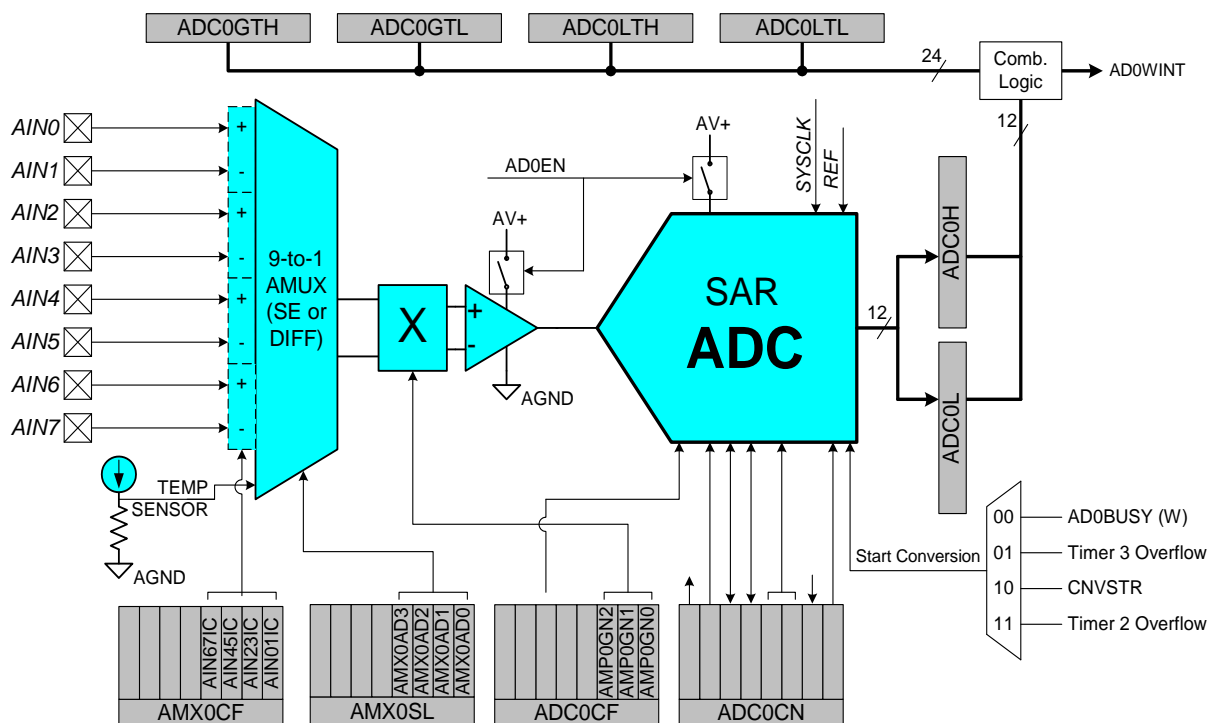 ADC0GTH
ADC0GTL
ADC0LTH
ADC0LTL
24
Comb.
Logic
AD0WINT
12
AIN0
AIN1
AIN2
AIN3
AIN4
AIN5
AIN6
AIN7
+
-
+
-
+
-
+
-
9-to-1
AMUX
(SE or
DIFF)
X
+
-
AV+
AGND
AD0EN
AV+
SYSCLK
REF
SAR
ADC
12
ADC0H
ADC0L
TEMP
SENSOR
AGND
Start Conversion
00
01
10
11
AD0BUSY (W)
Timer 3 Overflow
CNVSTR
Timer 2 Overflow
AIN67IC
AIN45IC
AIN23IC
AIN01IC
AMX0CF
AMX0AD3
AMX0AD2
AMX0AD1
AMX0AD0
AMX0SL
AMP0GN2
AMP0GN1
AMP0GN0
ADC0CF
ADC0CN